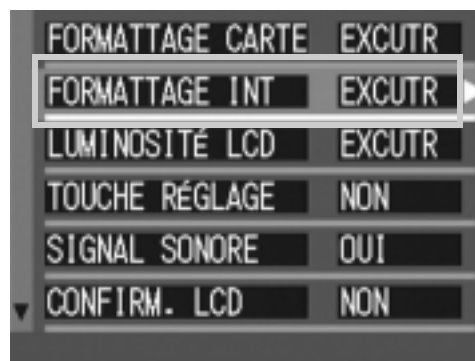 FORMATTAGE CARTE EXCUTR
FORMATTAGE INT EXCUTR
LUMINOSITÉ LCD EXCUTR
TOUCHE RÉGLAGE NON
SIGNAL SONORE OUI
CONFIRM. LCD NON